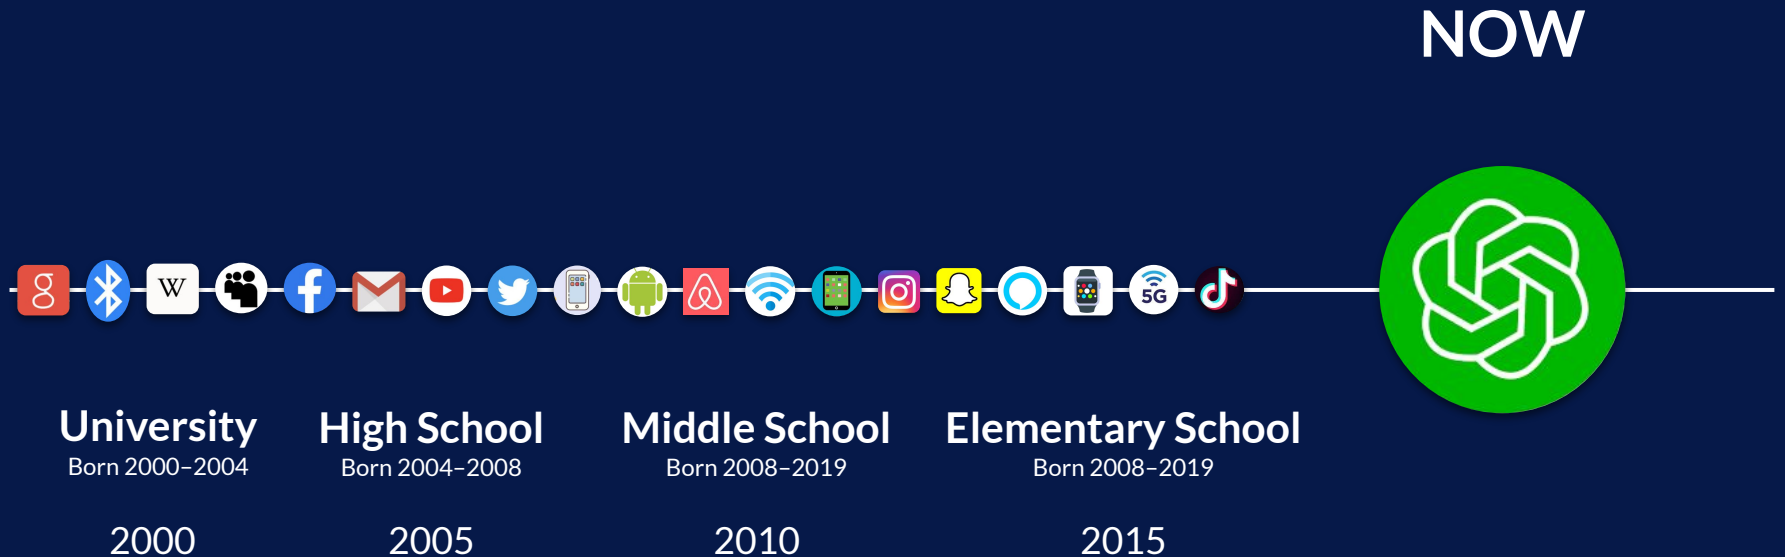 NOW
g
W
5G
University
Born 2000–2004
High School
Born 2004–2008
Middle School
Born 2008–2019
Elementary School
Born 2008–2019
2000
2005
2010
2015